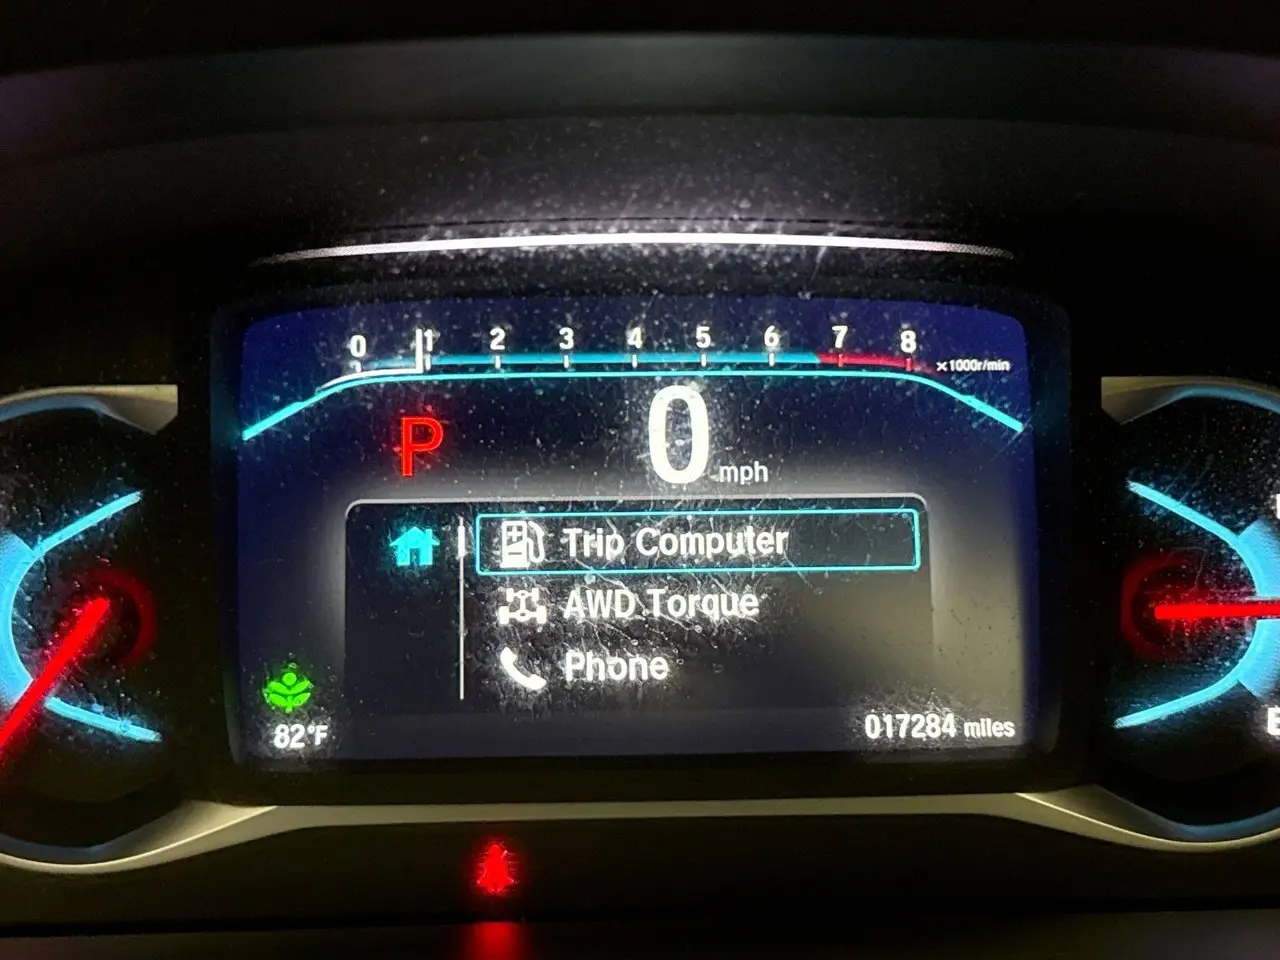 0 1 2 3 4 5 6 7 8
x1000r/min
P
0 mph
Trip Computer
AWD Torque
Phone
82°F
017284 miles
E